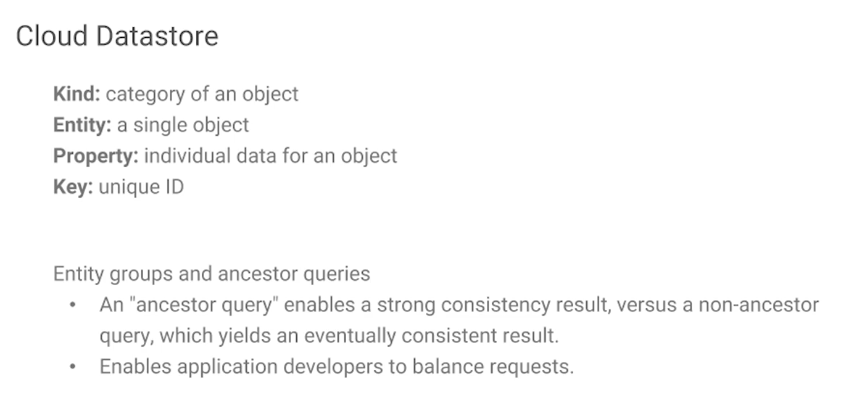 Cloud Datastore
Kind: category of an object
Entity: a single object
Property: individual data for an object
Key: unique ID
Entity groups and ancestor queries
• An "ancestor query" enables a strong consistency result, versus a non-ancestor
query, which yields an eventually consistent result.
• Enables application developers to balance requests.